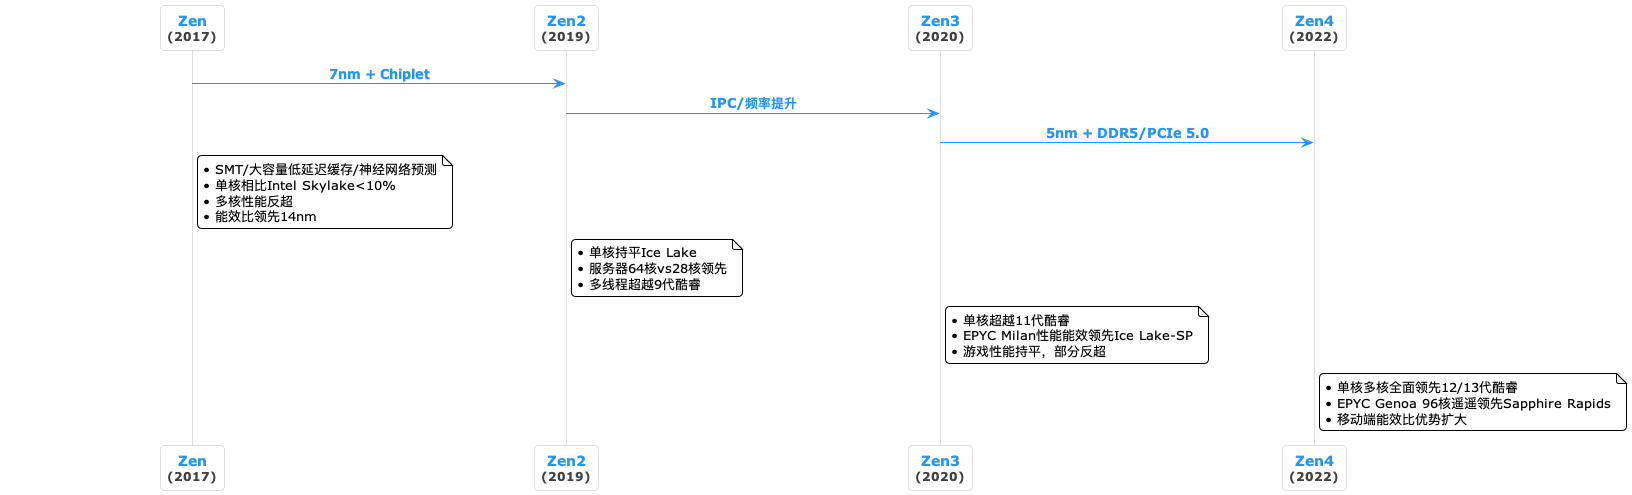 Zen
(2017)
Zen2
(2019)
Zen3
(2020)
Zen4
(2022)
7nm + Chiplet
IPC/频率提升
5nm + DDR5/PCIe 5.0
• SMT/大容量低延迟缓存/神经网络预测
• 单核相比Intel Skylake<10%
• 多核性能反超
• 能效比领先14nm
• 单核持平Ice Lake
• 服务器64核vs28核领先
• 多线程超越9代酷睿
• 单核超越11代酷睿
• EPYC Milan性能能效领先Ice Lake-SP
• 游戏性能持平，部分反超
• 单核多核全面领先12/13代酷睿
• EPYC Genoa 96核遥遥领先Sapphire Rapids
• 移动端能效比优势扩大
Zen
(2017)
Zen2
(2019)
Zen3
(2020)
Zen4
(2022)